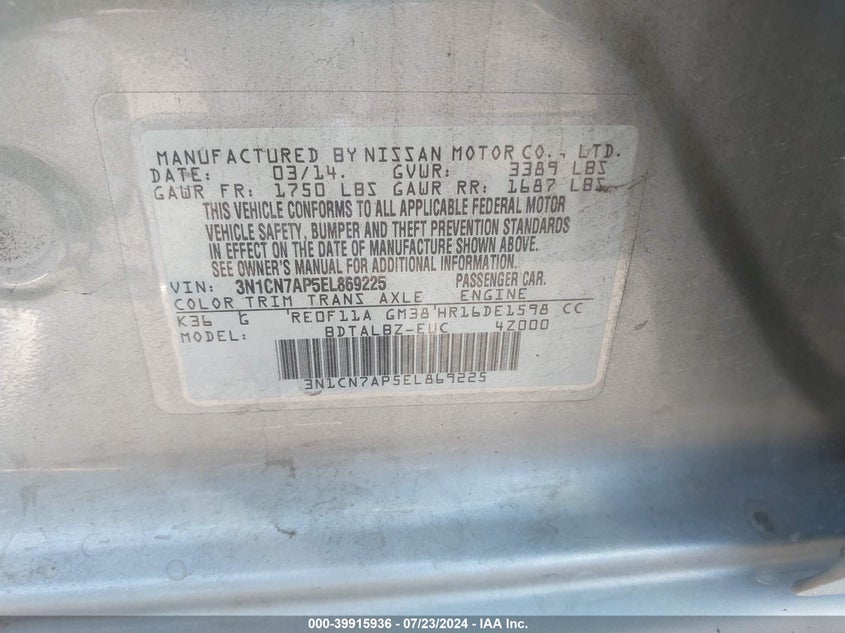 MANUFACTURED BY NISSAN MOTOR CO., LTD.
DATE: 03/14. GVWR: 3389 LBS
GAWR FR: 1750 LBS GAWR RR: 1687 LBS
THIS VEHICLE CONFORMS TO ALL APPLICABLE FEDERAL MOTOR
VEHICLE SAFETY, BUMPER AND THEFT PREVENTION STANDARDS
IN EFFECT ON THE DATE OF MANUFACTURE SHOWN ABOVE.
SEE OWNER'S MANUAL FOR ADDITIONAL INFORMATION.
VIN: 3N1CN7AP5EL869225 PASSENGER CAR.
COLOR TRIM TRANS AXLE ENGINE
K36 G RE0F11A GM38 HR16DE1598 CC
MODEL: BDTALBZ-EUC 4Z000
3N1CN7AP5EL869225
000-39915936 / 07/23/2024 - IAA Inc.